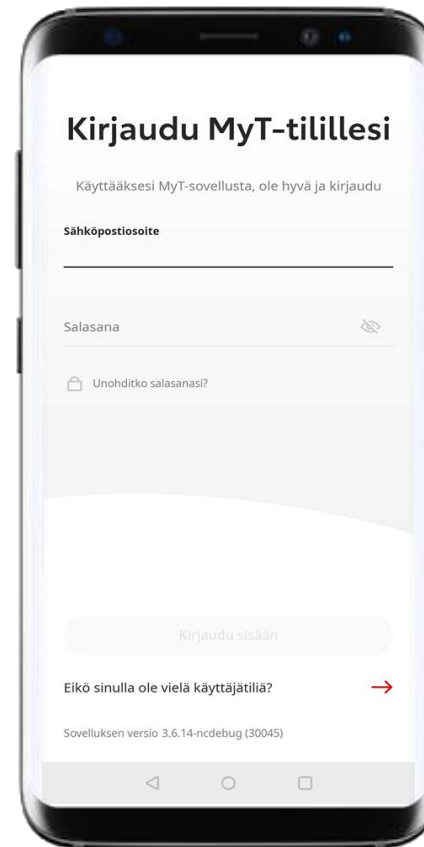 Kirjaudu MyT-tilillesi
Käyttääksesi MyT-sovellusta, ole hyvä ja kirjaudu
Sähköpostiosoite
Salasana
Unohditko salasanasi?
Kirjaudu sisään
Eikö sinulla ole vielä käyttäjätiliä?
Sovelluksen versio 3.6.14-ncdebug (30045)